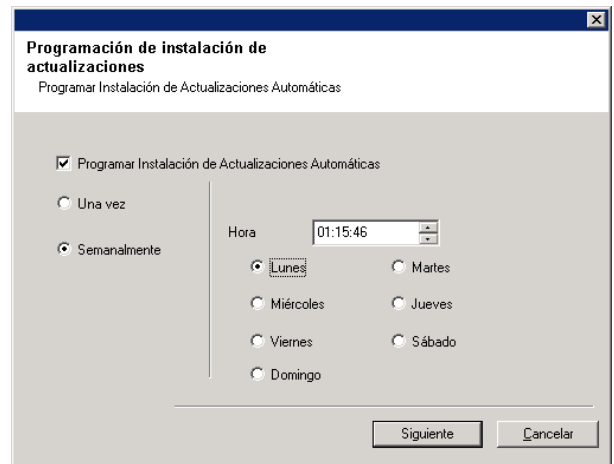 Programación de instalación de
actualizaciones
Programar Instalación de Actualizaciones Automáticas
Programar Instalación de Actualizaciones Automáticas
Una vez
Semanalmente
Hora 01:15:46
Lunes Martes
Miércoles Jueves
Viernes Sábado
Domingo
Siguiente Cancelar